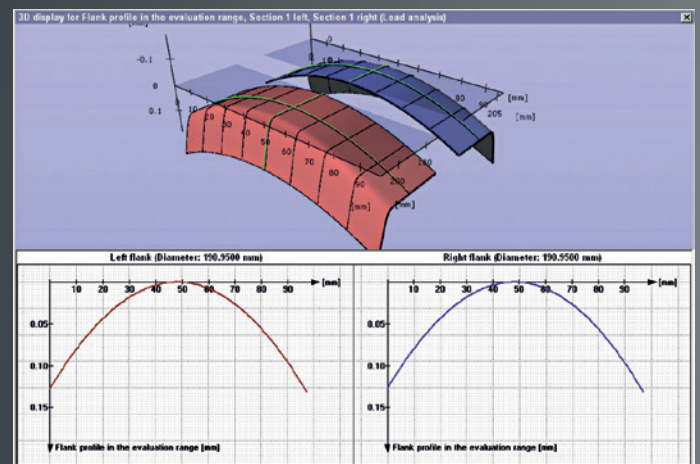 3D display for Flank profile in the evaluation range, Section 1 left, Section 1 right (Load analysis)
-0.1
0
0.1
0
10
20
30
40
50
60
70
80
90
[mm]
200
[mm]
80
90
205
[mm]
[mm]
Left flank (Diameter: 190.9500 mm)
10 20 30 40 50 60 70 80 90 [mm]
0.05
0.10
0.15
Flank profile in the evaluation range [mm]
Right flank (Diameter: 190.9500 mm)
10 20 30 40 50 60 70 80 90 [mm]
0.05
0.10
0.15
Flank profile in the evaluation range [mm]